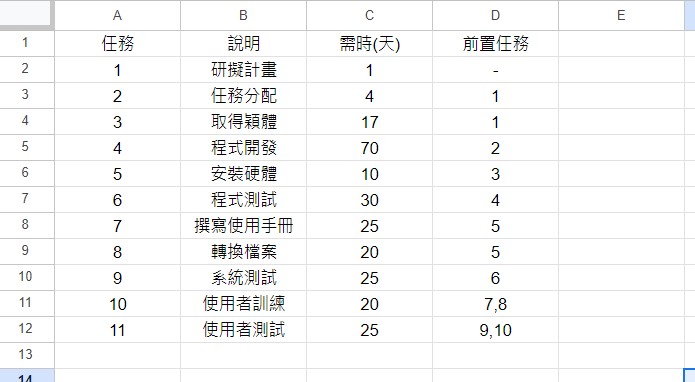 A B C D E
1 任務 說明 需時(天) 前置任務
2 1 研擬計畫 1 -
3 2 任務分配 4 1
4 3 取得穎體 17 1
5 4 程式開發 70 2
6 5 安裝硬體 10 3
7 6 程式測試 30 4
8 7 撰寫使用手冊 25 5
9 8 轉換檔案 20 5
10 9 系統測試 25 6
11 10 使用者訓練 20 7,8
12 11 使用者測試 25 9,10
13
14